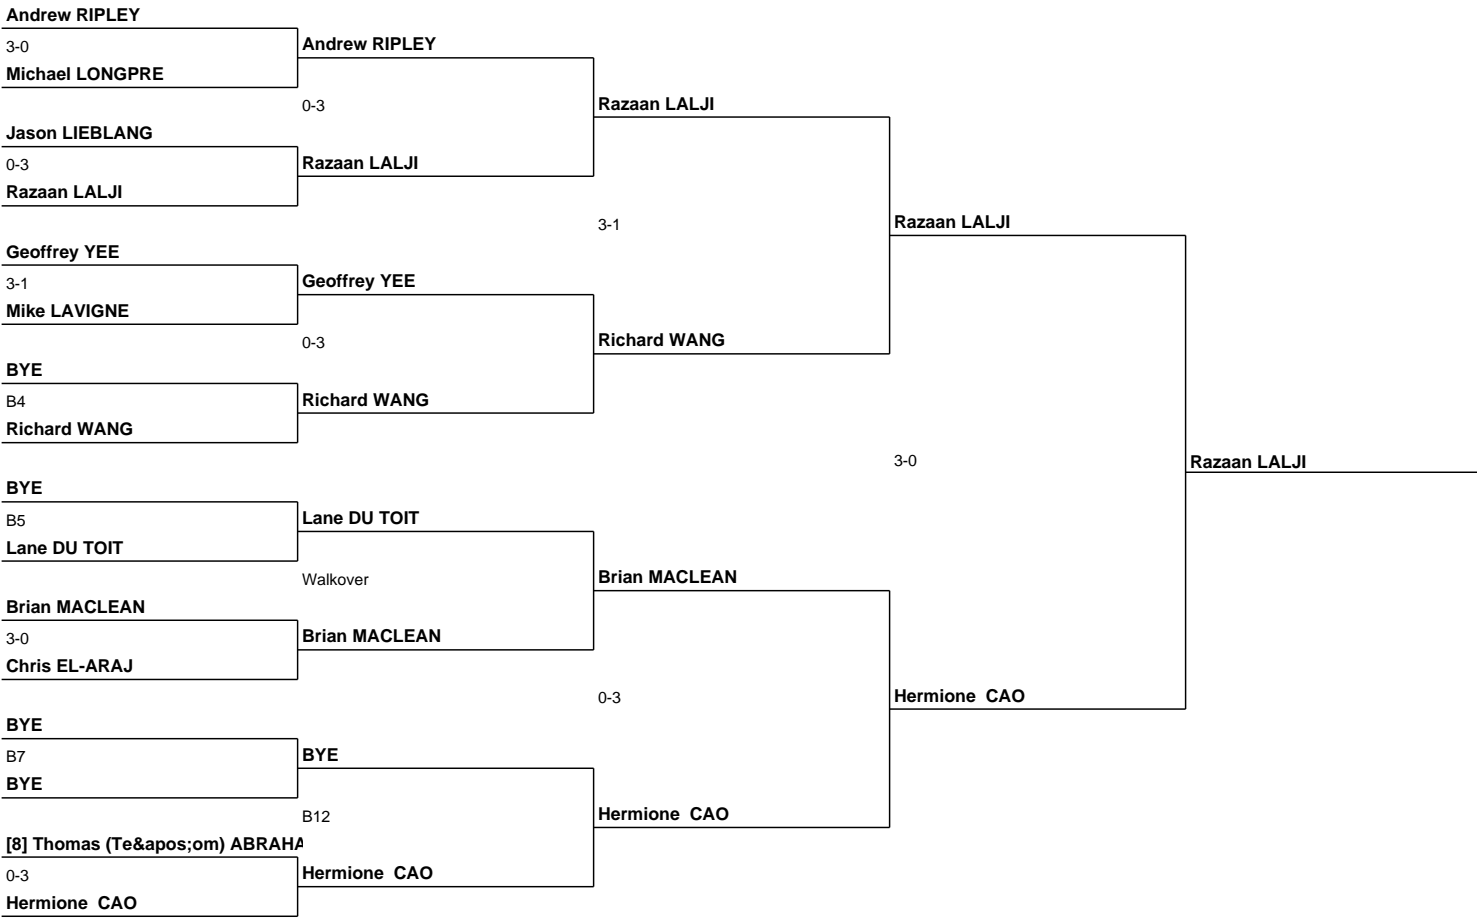 Andrew RIPLEY
3-0
Michael LONGPRE
Jason LIEBLANG
0-3
Razaan LALJI
Geoffrey YEE
3-1
Mike LAVIGNE
BYE
B4
Richard WANG
BYE
B5
Lane DU TOIT
Brian MACLEAN
3-0
Chris EL-ARAJ
BYE
B7
BYE
[8] Thomas (Te&apos;om) ABRAHA
0-3
Hermione  CAO
Andrew RIPLEY
0-3
Razaan LALJI
Geoffrey YEE
0-3
Richard WANG
Lane DU TOIT
Walkover
Brian MACLEAN
BYE
B12
Hermione  CAO
Razaan LALJI
3-1
Richard WANG
Brian MACLEAN
0-3
Hermione  CAO
Razaan LALJI
3-0
Hermione  CAO
Razaan LALJI